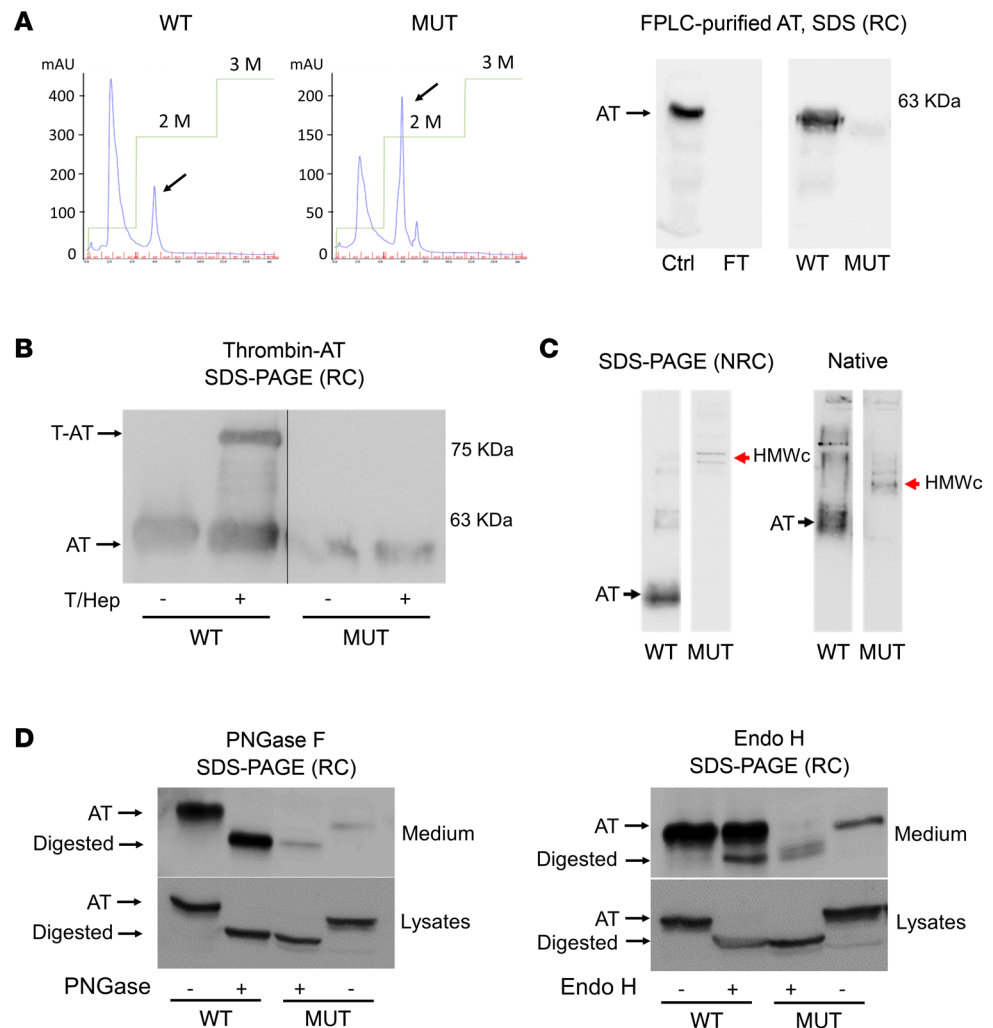 A
WT
MUT
FPLC-purified AT, SDS (RC)
mAU
3 M
mAU
3 M
400
2 M
200
2 M
300
150
200
100
100
50
0
0
AT
63 KDa
Ctrl
FT
WT
MUT
B
Thrombin-AT
SDS-PAGE (RC)
T-AT
75 KDa
63 KDa
AT
T/Hep
-
+
-
+
WT
MUT
C
SDS-PAGE (NRC)
Native
HMWc
HMWc
AT
AT
WT
MUT
WT
MUT
D
PNGase F
SDS-PAGE (RC)
AT
Digested
Medium
AT
Digested
Lysates
PNGase
-
+
+
-
WT
MUT
Endo H
SDS-PAGE (RC)
AT
Digested
Medium
AT
Digested
Lysates
Endo H
-
+
+
-
WT
MUT